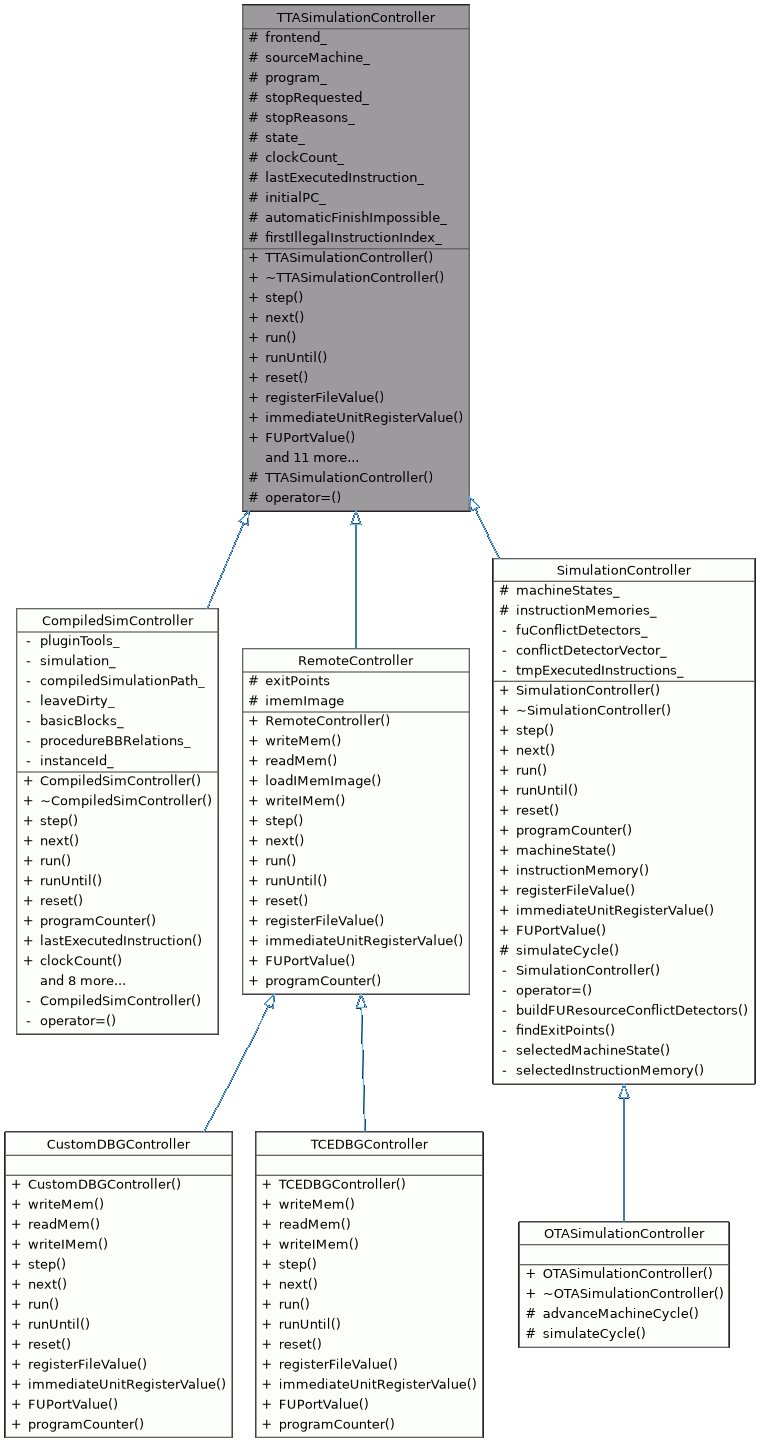 TTASimulationController
# frontend_
# sourceMachine_
# program_
# stopRequested_
# stopReasons_
# state_
# clockCount_
# lastExecutedInstruction_
# initialPC_
# automaticFinishImpossible_
# firstIllegalInstructionIndex_
+ TTASimulationController()
+ ~TTASimulationController()
+ step()
+ next()
+ run()
+ runUntil()
+ reset()
+ registerFileValue()
+ immediateUnitRegisterValue()
+ FUPortValue()
and 11 more...
# TTASimulationController()
# operator=()
CompiledSimController
- pluginTools_
- simulation_
- compiledSimulationPath_
- leaveDirty_
- basicBlocks_
- procedureBBRelations_
- instanceId_
+ CompiledSimController()
+ ~CompiledSimController()
+ step()
+ next()
+ run()
+ runUntil()
+ reset()
+ programCounter()
+ lastExecutedInstruction()
+ clockCount()
and 8 more...
- CompiledSimController()
- operator=()
RemoteController
# exitPoints
# imemImage
+ RemoteController()
+ writeMem()
+ readMem()
+ loadIMemImage()
+ writeIMem()
+ step()
+ next()
+ run()
+ runUntil()
+ reset()
+ registerFileValue()
+ immediateUnitRegisterValue()
+ FUPortValue()
+ programCounter()
SimulationController
# machineStates_
# instructionMemories_
- fuConflictDetectors_
- conflictDetectorVector_
- tmpExecutedInstructions_
+ SimulationController()
+ ~SimulationController()
+ step()
+ next()
+ run()
+ runUntil()
+ reset()
+ programCounter()
+ machineState()
+ instructionMemory()
+ registerFileValue()
+ immediateUnitRegisterValue()
+ FUPortValue()
# simulateCycle()
- SimulationController()
- operator=()
- buildFUResourceConflictDetectors()
- findExitPoints()
- selectedMachineState()
- selectedInstructionMemory()
CustomDBGController
+ CustomDBGController()
+ writeMem()
+ readMem()
+ writeIMem()
+ step()
+ next()
+ run()
+ runUntil()
+ reset()
+ registerFileValue()
+ immediateUnitRegisterValue()
+ FUPortValue()
+ programCounter()
TCEDBGController
+ TCEDBGController()
+ writeMem()
+ readMem()
+ writeIMem()
+ step()
+ next()
+ run()
+ runUntil()
+ reset()
+ registerFileValue()
+ immediateUnitRegisterValue()
+ FUPortValue()
+ programCounter()
OTASimulationController
+ OTASimulationController()
+ ~OTASimulationController()
# advanceMachineCycle()
# simulateCycle()